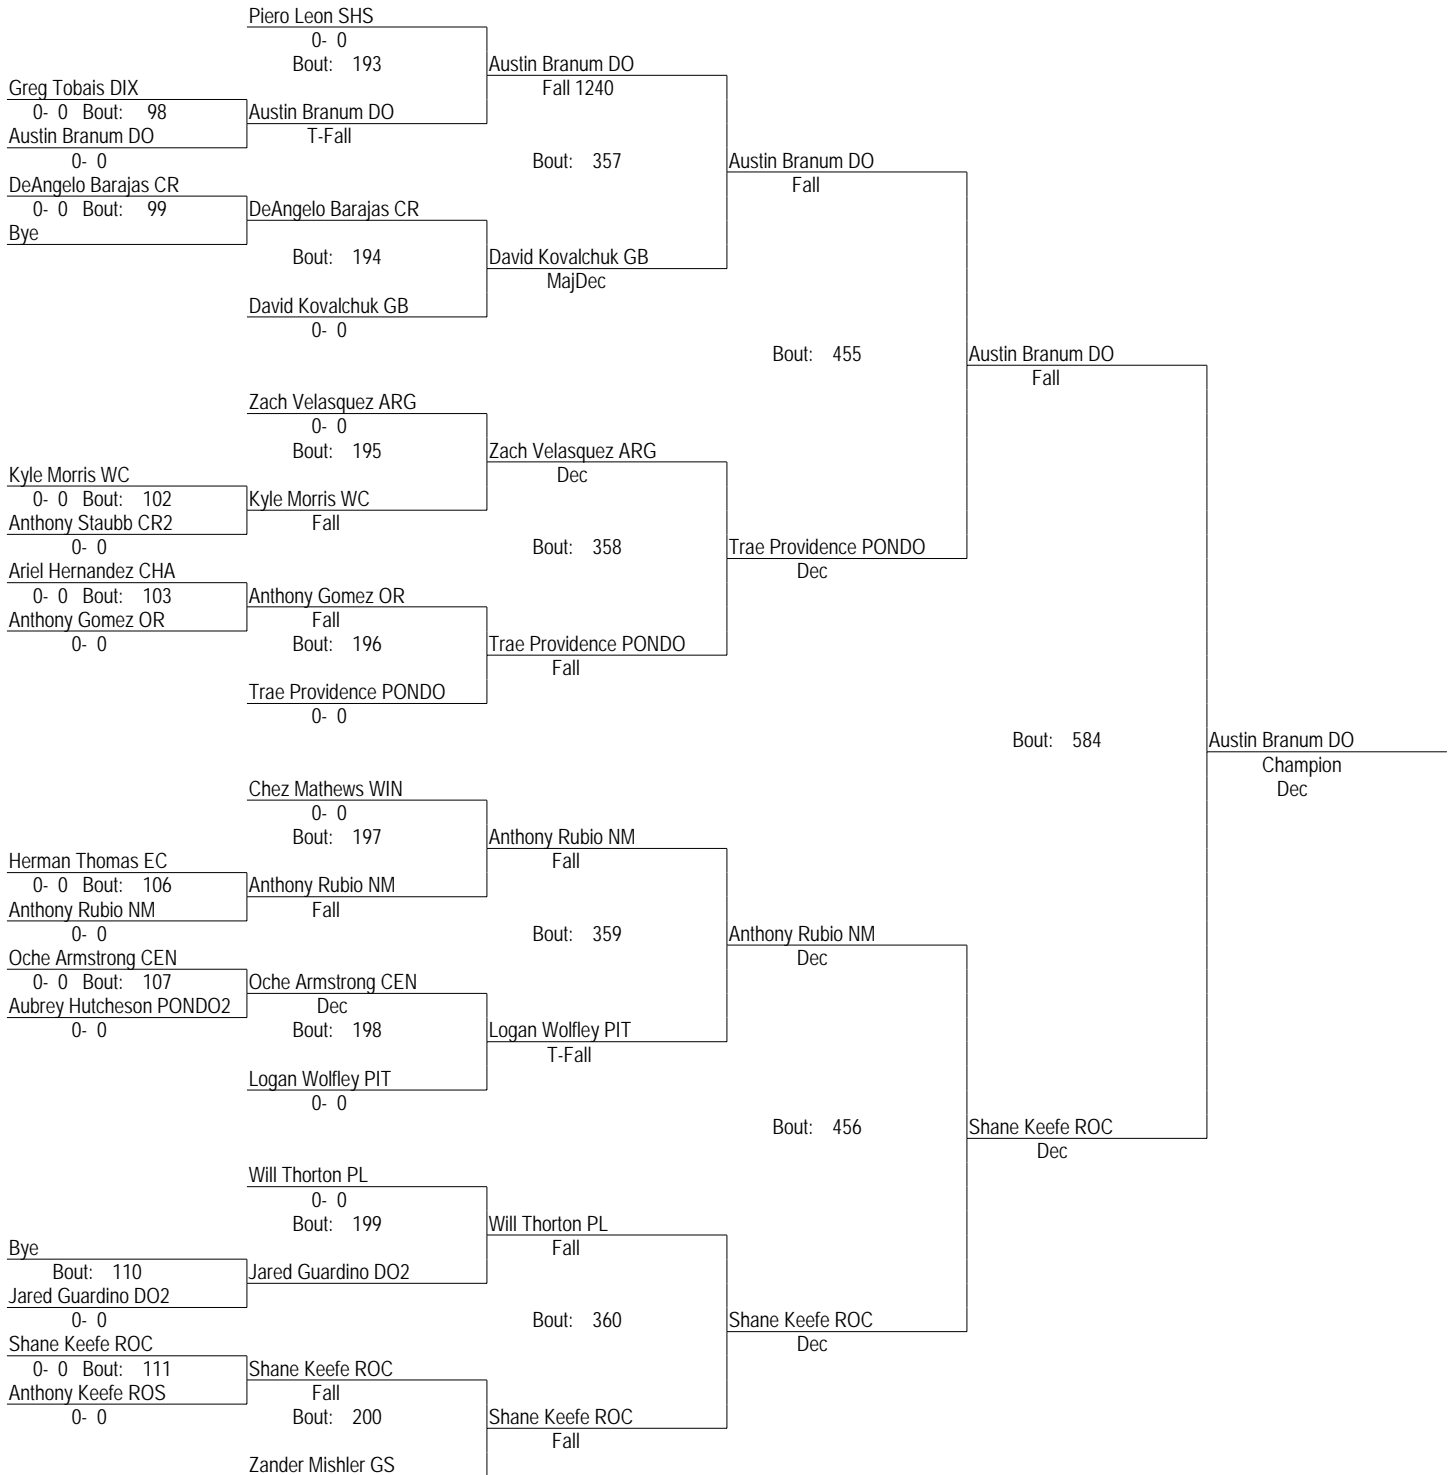 Piero Leon SHS
0- 0
Bout: 193
Austin Branum DO
Fall 1240
Greg Tobais DIX
0- 0 Bout: 98
Austin Branum DO
T-Fall
Austin Branum DO
0- 0
Bout: 357
Austin Branum DO
Fall
DeAngelo Barajas CR
0- 0 Bout: 99
DeAngelo Barajas CR
Bye
Bout: 194
David Kovalchuk GB
MajDec
David Kovalchuk GB
0- 0
Bout: 455
Austin Branum DO
Fall
Zach Velasquez ARG
0- 0
Bout: 195
Zach Velasquez ARG
Dec
Kyle Morris WC
0- 0 Bout: 102
Kyle Morris WC
Fall
Anthony Staubb CR2
0- 0
Bout: 358
Trae Providence PONDO
Dec
Ariel Hernandez CHA
0- 0 Bout: 103
Anthony Gomez OR
Fall
Anthony Gomez OR
0- 0
Bout: 196
Trae Providence PONDO
Fall
Trae Providence PONDO
0- 0
Bout: 584
Austin Branum DO
Champion
Dec
Chez Mathews WIN
0- 0
Bout: 197
Anthony Rubio NM
Fall
Herman Thomas EC
0- 0 Bout: 106
Anthony Rubio NM
Fall
Anthony Rubio NM
0- 0
Bout: 359
Anthony Rubio NM
Dec
Oche Armstrong CEN
0- 0 Bout: 107
Oche Armstrong CEN
Dec
Aubrey Hutcheson PONDO2
0- 0
Bout: 198
Logan Wolfley PIT
T-Fall
Logan Wolfley PIT
0- 0
Bout: 456
Shane Keefe ROC
Dec
Will Thorton PL
0- 0
Bout: 199
Will Thorton PL
Fall
Bye
Bout: 110
Jared Guardino DO2
Jared Guardino DO2
0- 0
Bout: 360
Shane Keefe ROC
Dec
Shane Keefe ROC
0- 0 Bout: 111
Shane Keefe ROC
Fall
Anthony Keefe ROS
0- 0
Bout: 200
Shane Keefe ROC
Fall
Zander Mishler GS